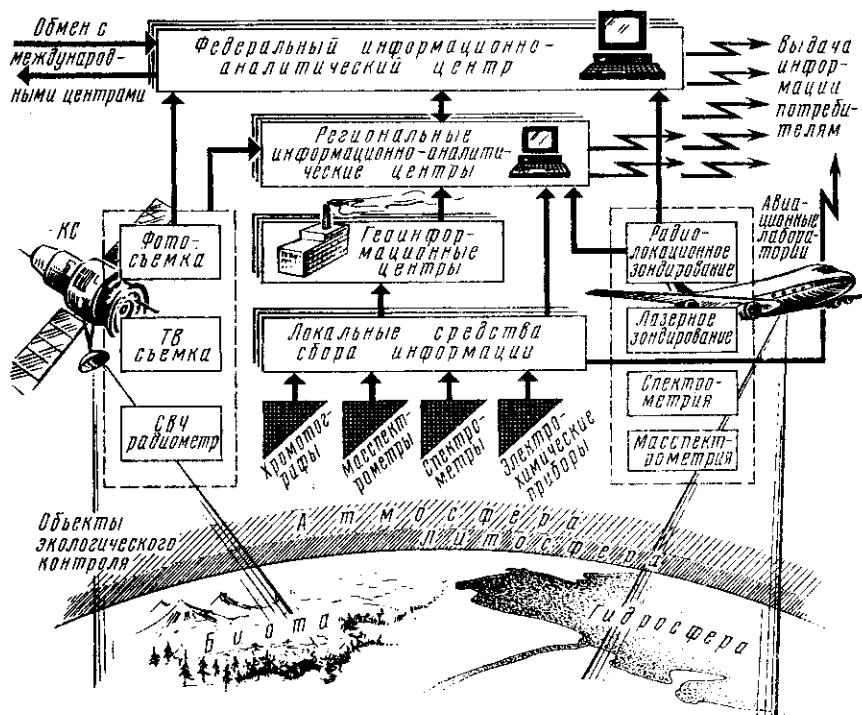 Обмен с
международ-
ными центрами
Федеральный информационно-
аналитический центр
Выдача
инфор-
мации
потреби-
телям
Региональные
информационно-аналити-
ческие центры
КС
Фото-
съемка
ТВ
съемка
СВЧ
радиометр
Геоинфор-
мационные
центры
Локальные средства
сбора информации
Хромотог-
рифы
Масспект-
рометры
Спектро-
метры
Электро-
химические
приборы
Авиа-
ционные
лабора-
тории
Радио-
локационное
зондирование
Лазерное
зондирование
Спектро-
метрия
Масспект-
рометрия
Объекты
экологического
контроля
Атмосфера
Литосфера
Биота
Гидросфера